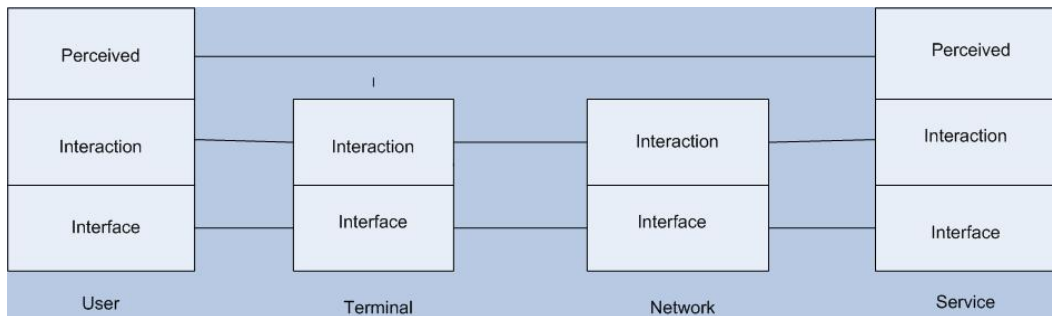 Perceived
Perceived
Interaction
Interaction
Interaction
Interaction
Interface
Interface
Interface
Interface
User
Terminal
Network
Service